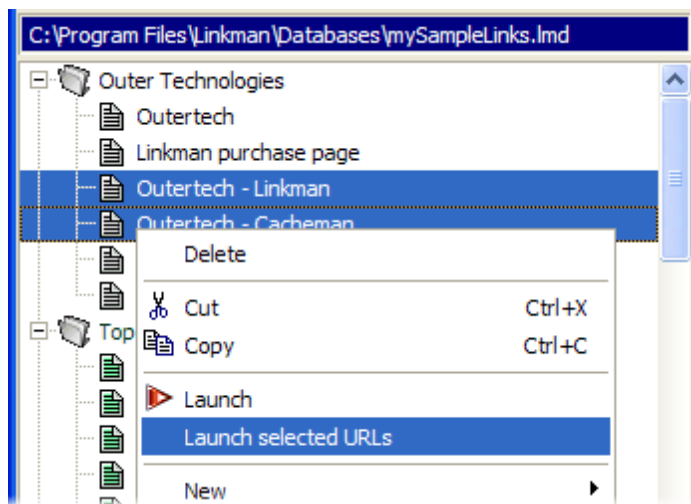 C:\Program Files\Linkman\Databases\mySampleLinks.lmd
Outer Technologies
Outertech
Linkman purchase page
Outertech - Linkman
Outertech - Cacheman
Delete
Cut Ctrl+X
Top
Copy Ctrl+C
Launch
Launch selected URLs
New